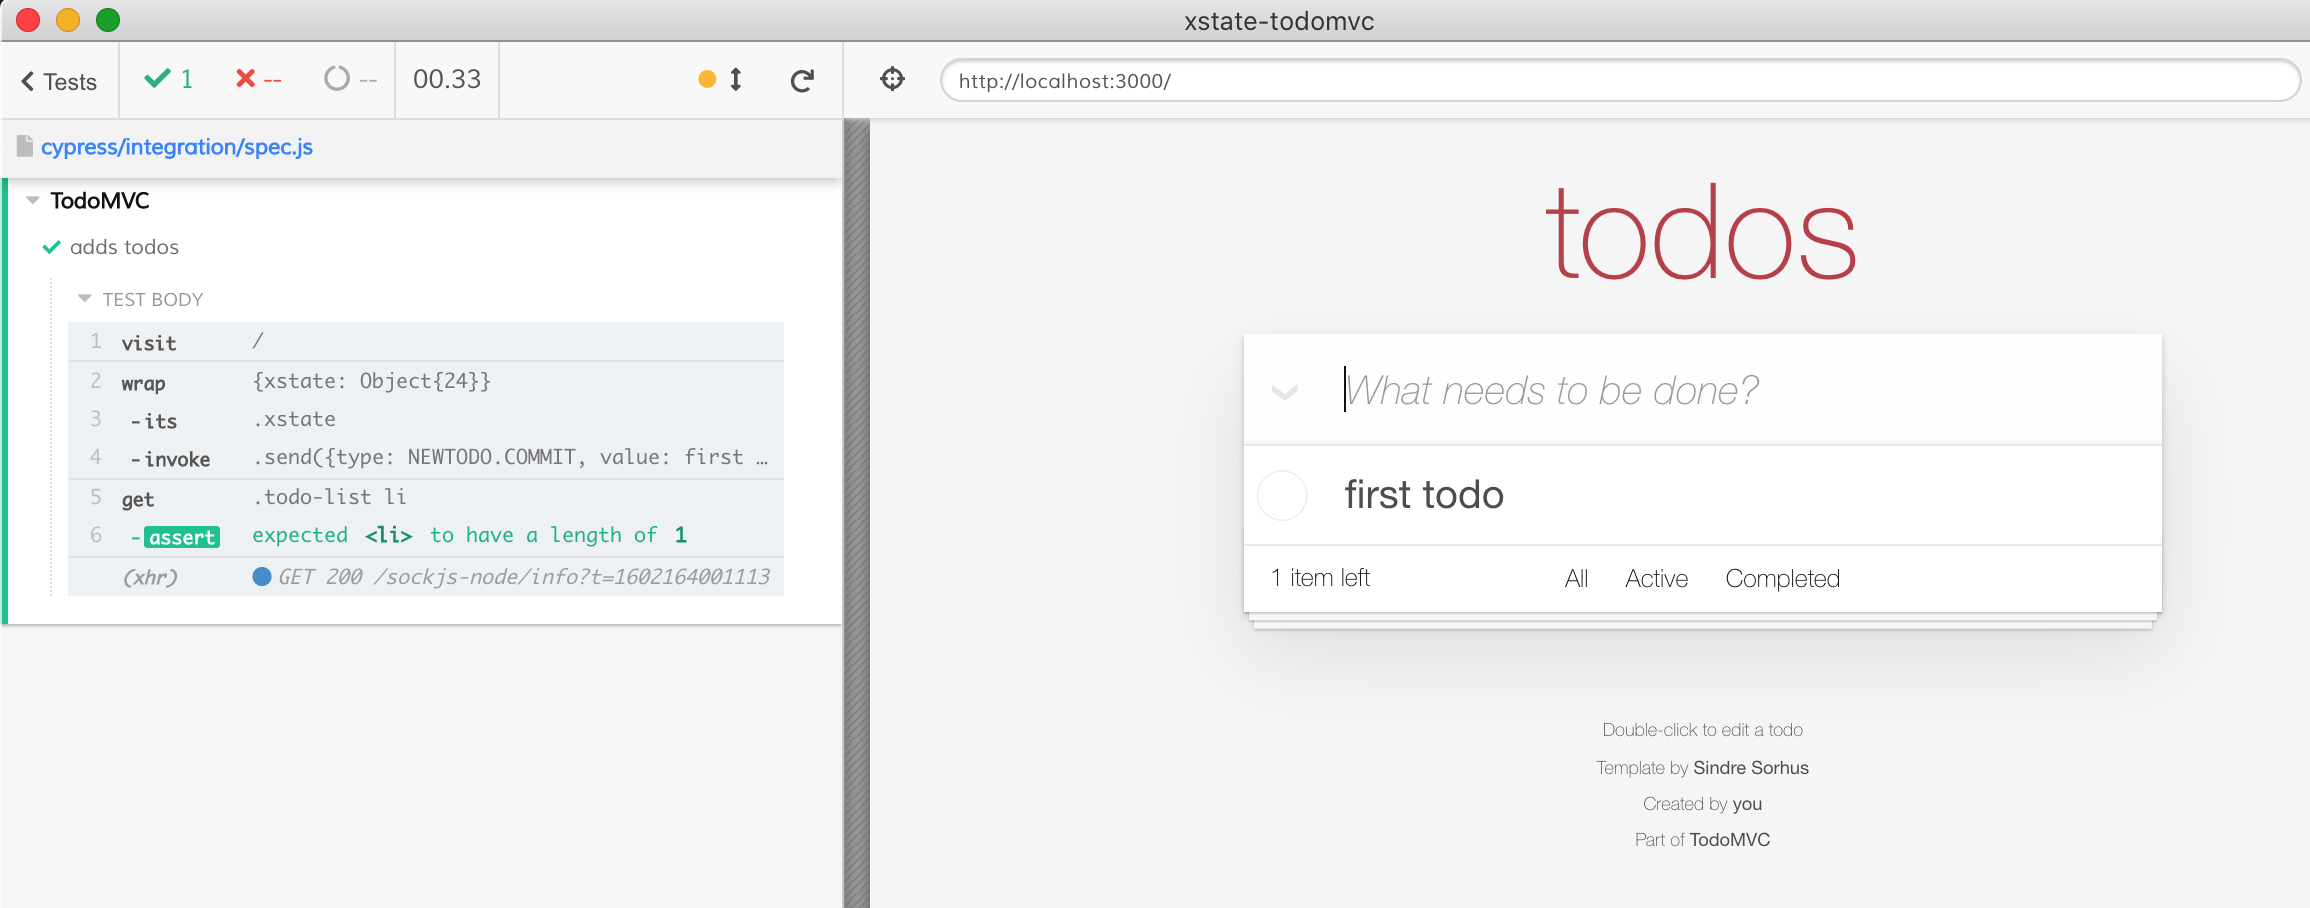 xstate-todomvc
Tests 1 -- -- 00.33
http://localhost:3000/
cypress/integration/spec.js
TodoMVC
adds todos
TEST BODY
1 visit /
2 wrap {xstate: Object{24}}
3 -its .xstate
4 -invoke .send({type: NEWTODO.COMMIT, value: first …
5 get .todo-list li
6 -assert expected <li> to have a length of 1
(xhr) GET 200 /sockjs-node/info?t=1602164001113
todos
What needs to be done?
first todo
1 item left All Active Completed
Double-click to edit a todo
Template by Sindre Sorhus
Created by you
Part of TodoMVC